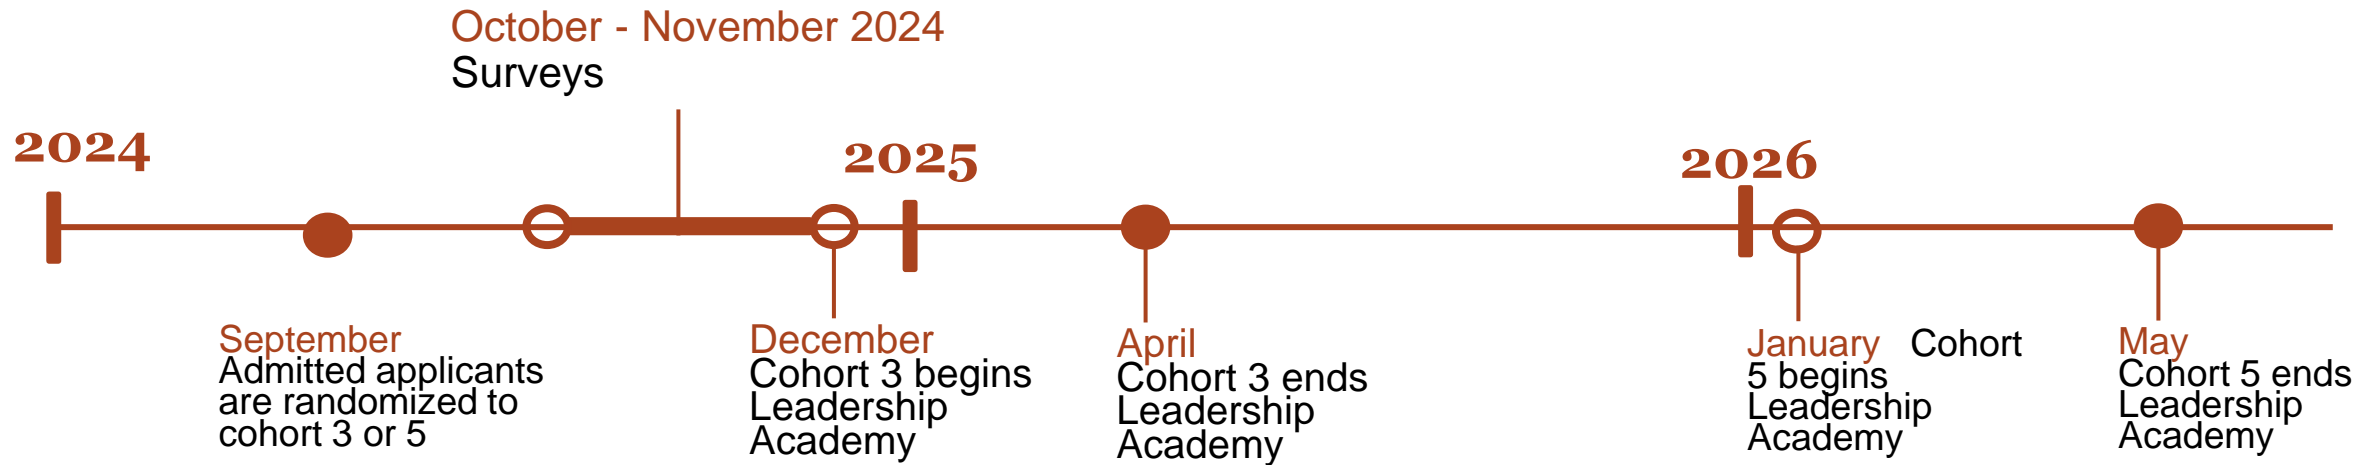 October - November 2024
Surveys
2024
2025
2026
September
Admitted applicants
are randomized to
cohort 3 or 5
December
Cohort 3 begins
Leadership
Academy
April
Cohort 3 ends
Leadership
Academy
January Cohort
5 begins
Leadership
Academy
May
Cohort 5 ends
Leadership
Academy